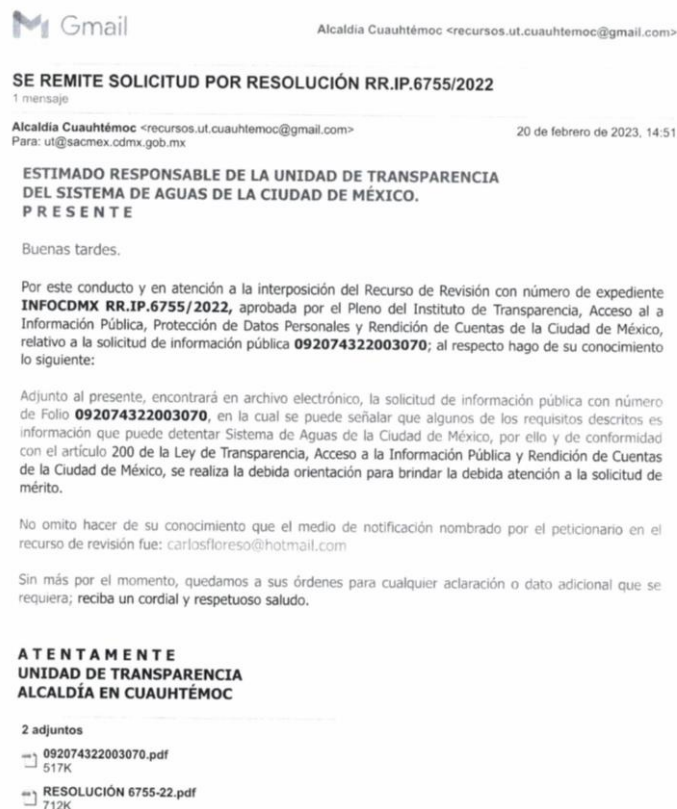 Gmail
Alcaldía Cuauhtémoc <recursos.ut.cuauhtemoc@gmail.com>
SE REMITE SOLICITUD POR RESOLUCIÓN RR.IP.6755/2022
1 mensaje
Alcaldía Cuauhtémoc <recursos.ut.cuauhtemoc@gmail.com>
20 de febrero de 2023, 14:51
Para: ut@sacmex.cdmx.gob.mx
ESTIMADO RESPONSABLE DE LA UNIDAD DE TRANSPARENCIA
DEL SISTEMA DE AGUAS DE LA CIUDAD DE MÉXICO.
P R E S E N T E
Buenas tardes.
Por este conducto y en atención a la interposición del Recurso de Revisión con número de expediente
INFOCDMX RR.IP.6755/2022, aprobada por el Pleno del Instituto de Transparencia, Acceso al a
Información Pública, Protección de Datos Personales y Rendición de Cuentas de la Ciudad de México,
relativo a la solicitud de información pública 092074322003070; al respecto hago de su conocimiento
lo siguiente:
Adjunto al presente, encontrará en archivo electrónico, la solicitud de información pública con número
de Folio 092074322003070, en la cual se puede señalar que algunos de los requisitos descritos es
información que puede detentar Sistema de Aguas de la Ciudad de México, por ello y de conformidad
con el artículo 200 de la Ley de Transparencia, Acceso a la Información Pública y Rendición de Cuentas
de la Ciudad de México, se realiza la debida orientación para brindar la debida atención a la solicitud de
mérito.
No omito hacer de su conocimiento que el medio de notificación nombrado por el peticionario en el
recurso de revisión fue: carlosfloreso@hotmail.com
Sin más por el momento, quedamos a sus órdenes para cualquier aclaración o dato adicional que se
requiera; reciba un cordial y respetuoso saludo.
A T E N T A M E N T E
UNIDAD DE TRANSPARENCIA
ALCALDÍA EN CUAUHTÉMOC
2 adjuntos
092074322003070.pdf
517K
RESOLUCIÓN 6755-22.pdf
712K